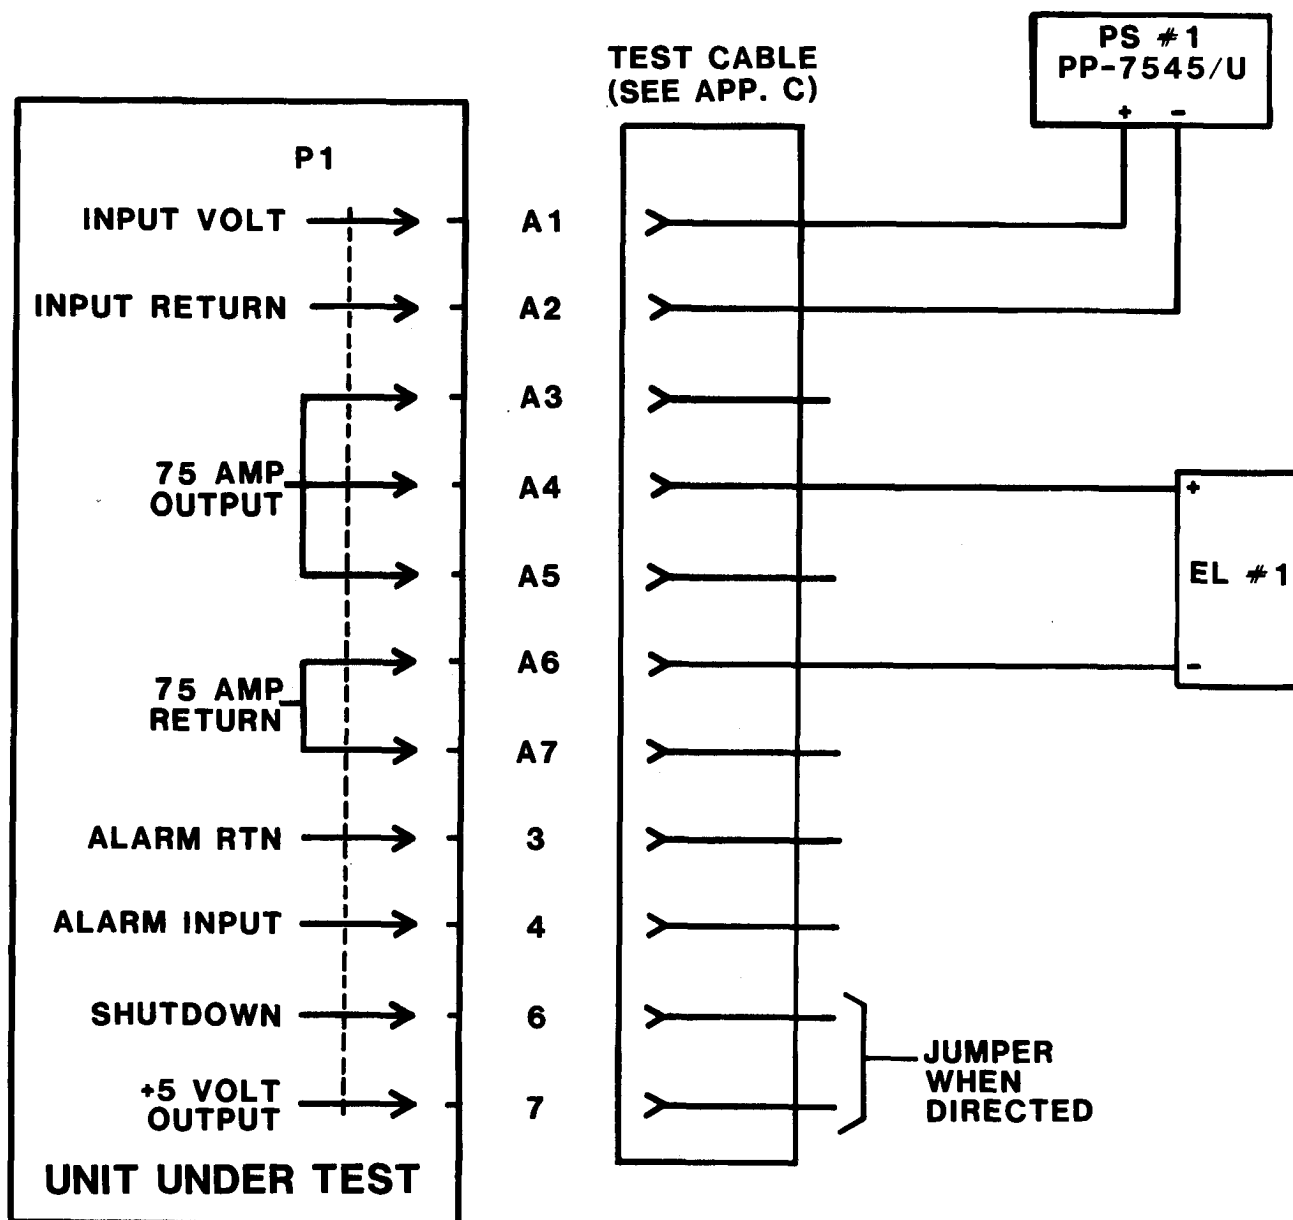 PS #1
PP-7545/U
+ -
TEST CABLE
(SEE APP. C)
P1
INPUT VOLT A1
INPUT RETURN A2
A3
75 AMP
OUTPUT
A4
A5
A6
75 AMP
RETURN
A7
ALARM RTN 3
ALARM INPUT 4
SHUTDOWN 6
+5 VOLT
OUTPUT
7
UNIT UNDER TEST
+
EL #1
-
JUMPER
WHEN
DIRECTED